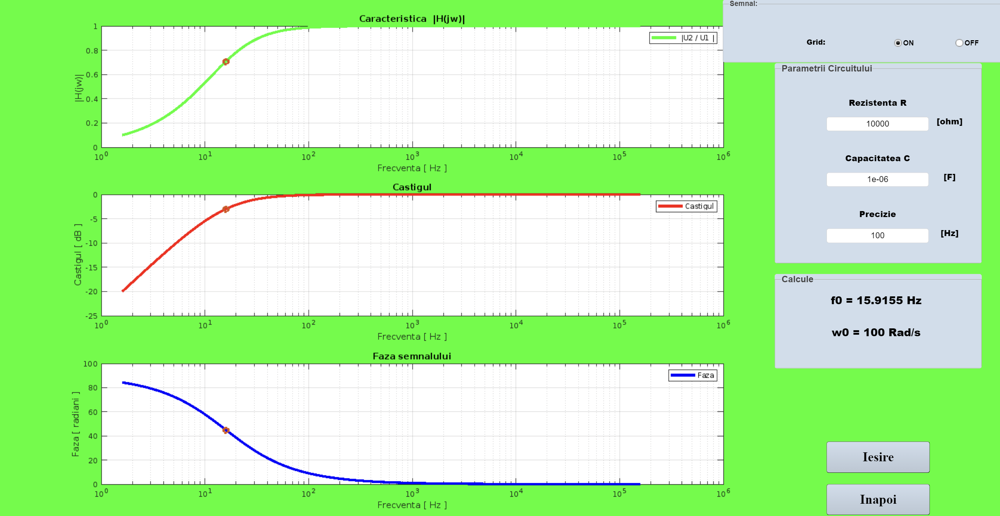 Caracteristica |H(jw)|
|H(jw)|
1
0.8
0.6
0.4
0.2
0
|U2 / U1 |
10^0 10^1 10^2 10^3 10^4 10^5 10^6
Frecventa [ Hz ]
Castigul
Castigul [ dB ]
0
-5
-10
-15
-20
-25
Castigul
10^0 10^1 10^2 10^3 10^4 10^5 10^6
Frecventa [ Hz ]
Faza semnalului
Faza [ radiani ]
100
80
60
40
20
0
Faza
10^0 10^1 10^2 10^3 10^4 10^5 10^6
Frecventa [ Hz ]
Semnal:
Grid: ON OFF
Parametrii Circuitului
Rezistenta R
10000 [ohm]
Capacitatea C
1e-06 [F]
Precizie
100 [Hz]
Calcule
f0 = 15.9155 Hz
w0 = 100 Rad/s
Iesire
Inapoi